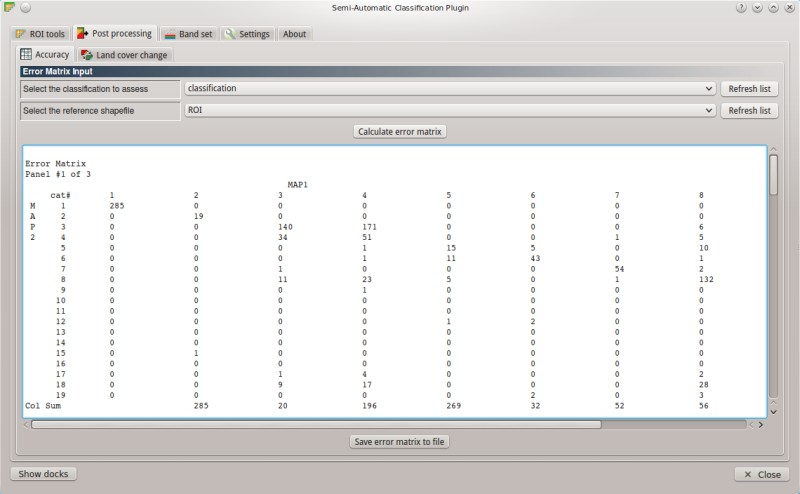 Semi-Automatic Classification Plugin
ROI tools Post processing Band set Settings About
Accuracy Land cover change
Error Matrix Input
Select the classification to assess classification Refresh list
Select the reference shapefile ROI Refresh list
Calculate error matrix
Error Matrix
Panel #1 of 3
MAP1
cat# 1 2 3 4 5 6 7 8
M 1 285 0 0 0 0 0 0 0
A 2 0 19 0 0 0 0 0 0
P 3 0 0 140 171 0 0 0 6
2 4 0 0 34 51 0 0 1 5
5 0 0 0 1 15 5 0 10
6 0 0 0 1 11 43 0 1
7 0 0 1 0 0 0 54 2
8 0 0 11 23 5 0 1 132
9 0 0 0 1 0 0 0 0
10 0 0 0 0 0 0 0 0
11 0 0 0 0 0 0 0 0
12 0 0 0 0 1 2 0 0
13 0 0 0 0 0 0 0 0
14 0 0 0 0 0 0 0 0
15 0 1 0 0 0 0 0 0
16 0 0 0 0 0 0 0 0
17 0 0 1 4 0 0 0 2
18 0 0 9 17 0 0 0 28
19 0 0 0 0 0 2 0 3
Col Sum 285 20 196 269 32 52 56
Save error matrix to file
Show docks Close